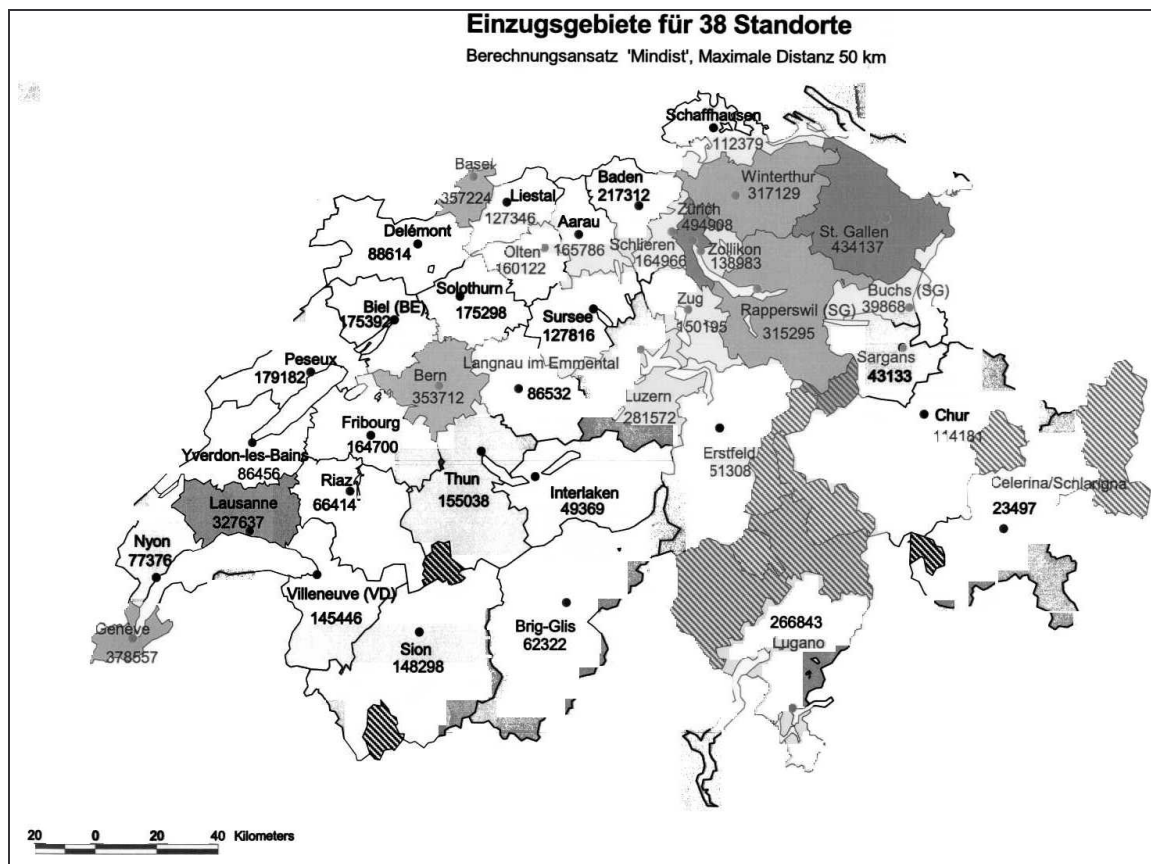 Einzugsgebiete für 38 Standorte
Berechnungsansatz 'Mindist', Maximale Distanz 50 km
Schaffhausen
112379
Basel
357224
Liestal
127346
Baden
217312
Winterthur
317129
Aarau
165786
Zürich
494908
Delémont
88614
Olten
160122
Schlieren
164966
Zollikon
138983
St. Gallen
434137
Solothurn
175298
Biel (BE)
175392
Sursee
127816
Zug
150195
Rapperswil (SG)
315295
Buchs (SG)
39868
Peseux
179182
Bern
353712
Langnau im Emmental
86532
Luzern
281572
Sargans
43133
Fribourg
164700
Erstfeld
51308
Chur
114181
Yverdon-les-Bains
86456
Riaz
66414
Thun
155038
Interlaken
49369
Celerina/Schlarigna
23497
Lausanne
327637
Nyon
77376
Villeneuve (VD)
145446
Brig-Glis
62322
266843
Lugano
Genève
378557
Sion
148298
20 0 20 40 Kilometers